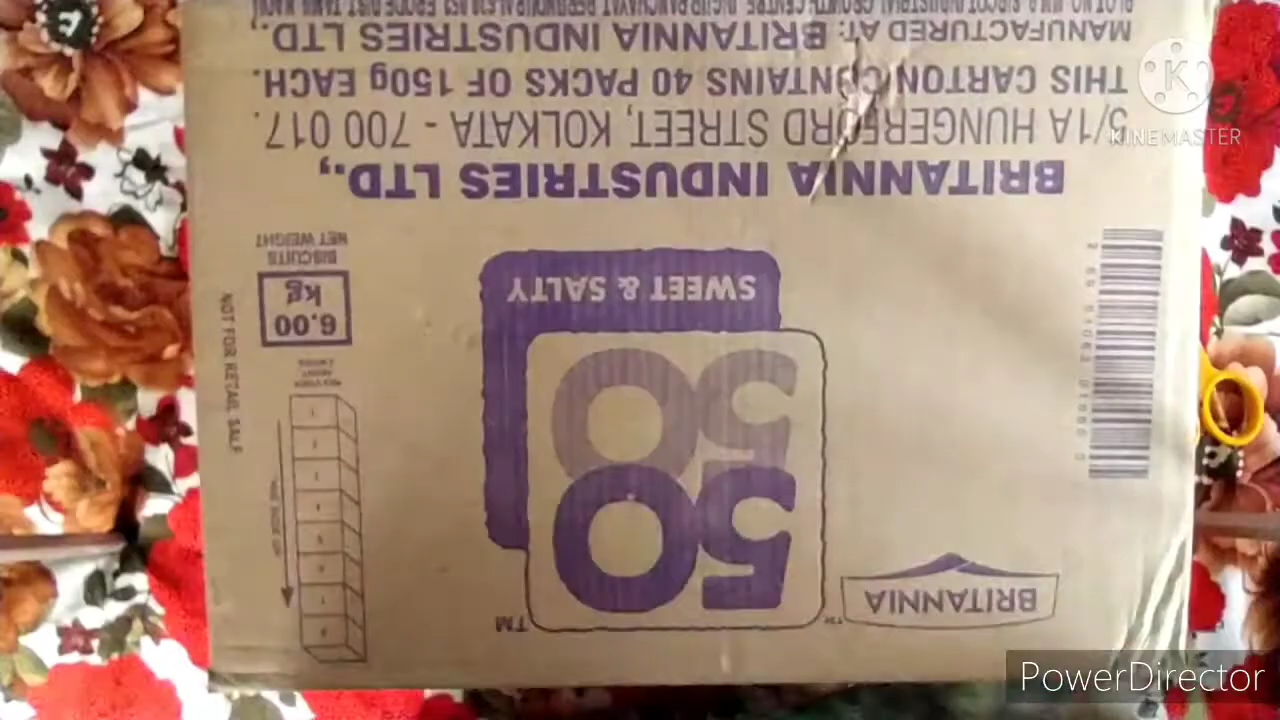 BRITANNIA
TM
TM
50
50
SWEET & SALTY
6.00
kg
BISCUITS
NET WEIGHT
NOT FOR RETAIL SALE
BRITANNIA INDUSTRIES LTD.,
5/1A HUNGERFORD STREET, KOLKATA - 700 017.
THIS CARTON CONTAINS 40 PACKS OF 150g EACH.
MANUFACTURED AT: BRITANNIA INDUSTRIES LTD.,
KINEMASTER
PowerDirector